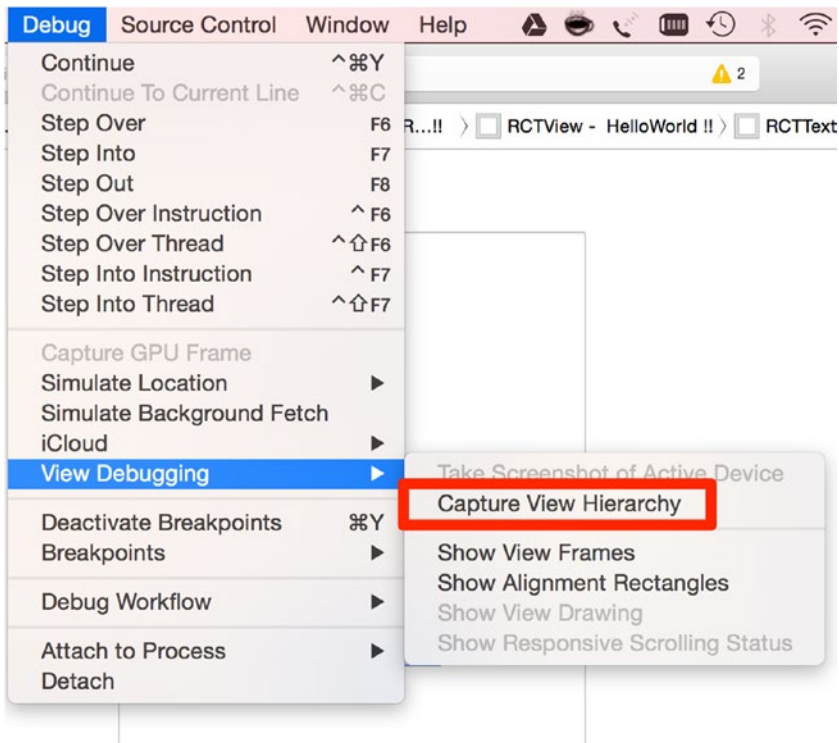 Debug Source Control Window Help
Continue ^⌘Y
2
Continue To Current Line ^⌘C
Step Over F6
R...!! 〉 RCTView - HelloWorld !! 〉 RCTText
Step Into F7
Step Out F8
Step Over Instruction ^ F6
Step Over Thread ^⇧F6
Step Into Instruction ^ F7
Step Into Thread ^⇧F7
Capture GPU Frame
Simulate Location ▶
Simulate Background Fetch
iCloud ▶
View Debugging ▶
Take Screenshot of Active Device
Capture View Hierarchy
Deactivate Breakpoints ⌘Y
Breakpoints ▶
Show View Frames
Show Alignment Rectangles
Debug Workflow ▶
Show View Drawing
Show Responsive Scrolling Status
Attach to Process ▶
Detach